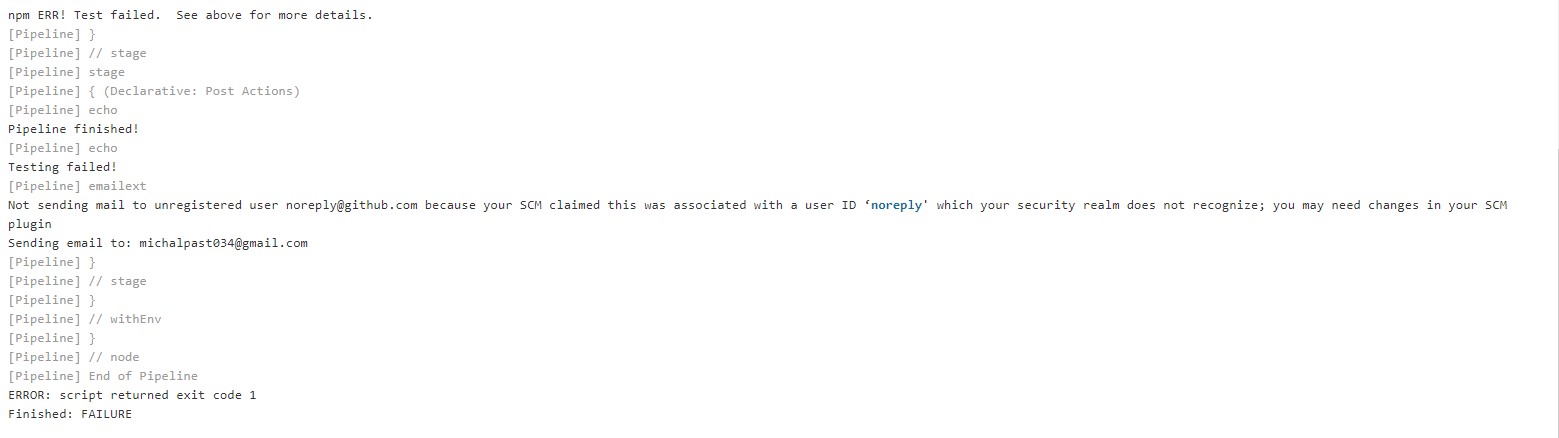 npm ERR! Test failed.  See above for more details.
[Pipeline] }
[Pipeline] // stage
[Pipeline] stage
[Pipeline] { (Declarative: Post Actions)
[Pipeline] echo
Pipeline finished!
[Pipeline] echo
Testing failed!
[Pipeline] emailext
Not sending mail to unregistered user noreply@github.com because your SCM claimed this was associated with a user ID ‘noreply' which your security realm does not recognize; you may need changes in your SCM
plugin
Sending email to: michalpast034@gmail.com
[Pipeline] }
[Pipeline] // stage
[Pipeline] }
[Pipeline] // withEnv
[Pipeline] }
[Pipeline] // node
[Pipeline] End of Pipeline
ERROR: script returned exit code 1
Finished: FAILURE